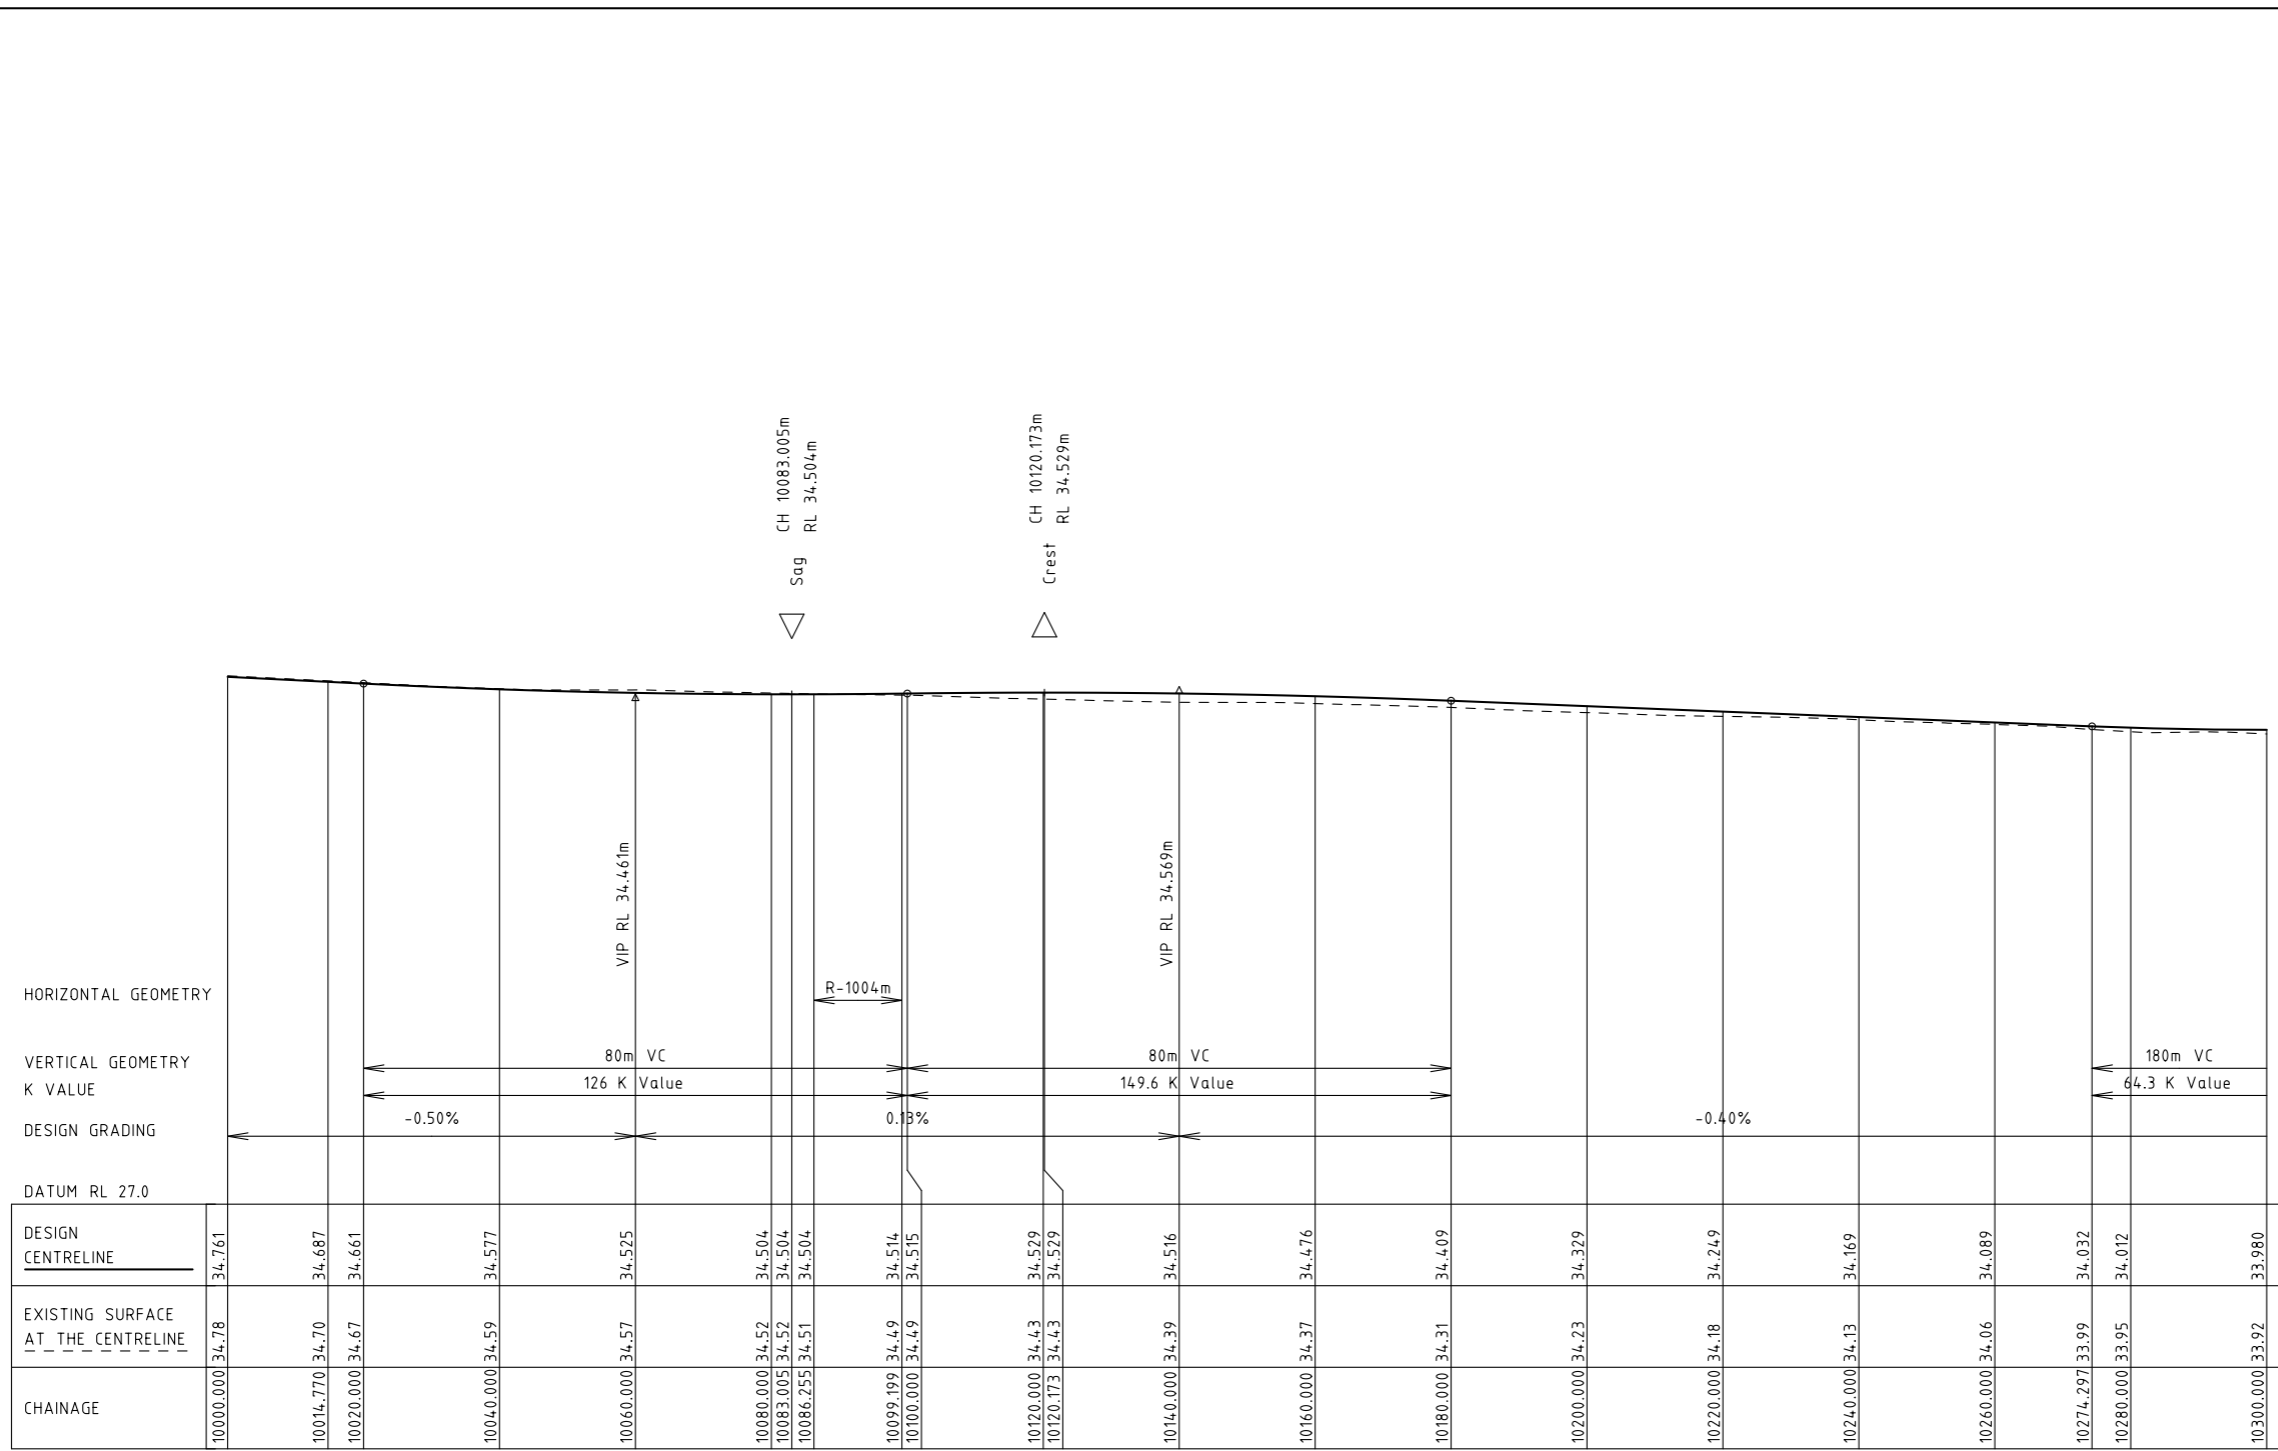 CH 10083.005m
RL 34.504m
Sag
CH 10120.173m
RL 34.529m
Crest
VIP RL 34.461m
VIP RL 34.569m
HORIZONTAL GEOMETRY
R-1004m
VERTICAL GEOMETRY
80m VC
80m VC
180m VC
K VALUE
126 K Value
149.6 K Value
64.3 K Value
DESIGN GRADING
-0.50%
0.13%
-0.40%
DATUM RL 27.0
DESIGN
CENTRELINE
34.761
34.687
34.661
34.577
34.525
34.504
34.504
34.504
34.514
34.515
34.529
34.529
34.516
34.476
34.409
34.329
34.249
34.169
34.089
34.032
34.012
33.980
EXISTING SURFACE
AT THE CENTRELINE
34.78
34.70
34.67
34.59
34.57
34.52
34.52
34.51
34.49
34.49
34.43
34.43
34.39
34.37
34.31
34.23
34.18
34.13
34.06
33.99
33.95
33.92
CHAINAGE
10000.000
10014.770
10020.000
10040.000
10060.000
10080.000
10083.005
10086.255
10099.199
10100.000
10120.000
10120.173
10140.000
10160.000
10180.000
10200.000
10220.000
10240.000
10260.000
10274.297
10280.000
10300.000